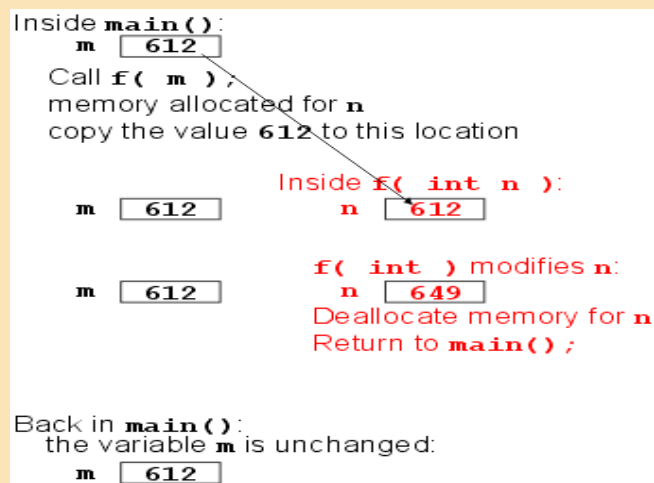 Inside main():
m 612
Call f( m );
memory allocated for n
copy the value 612 to this location
Inside f( int n ):
m 612 n 612
f( int ) modifies n:
m 612 n 649
Deallocate memory for n
Return to main();
Back in main():
the variable m is unchanged:
m 612